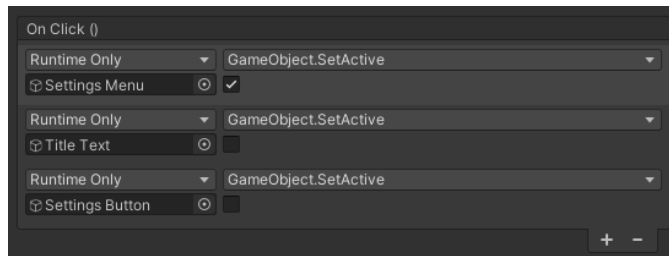 On Click ()
Runtime Only GameObject.SetActive
Settings Menu
Runtime Only GameObject.SetActive
Title Text
Runtime Only GameObject.SetActive
Settings Button
+ -